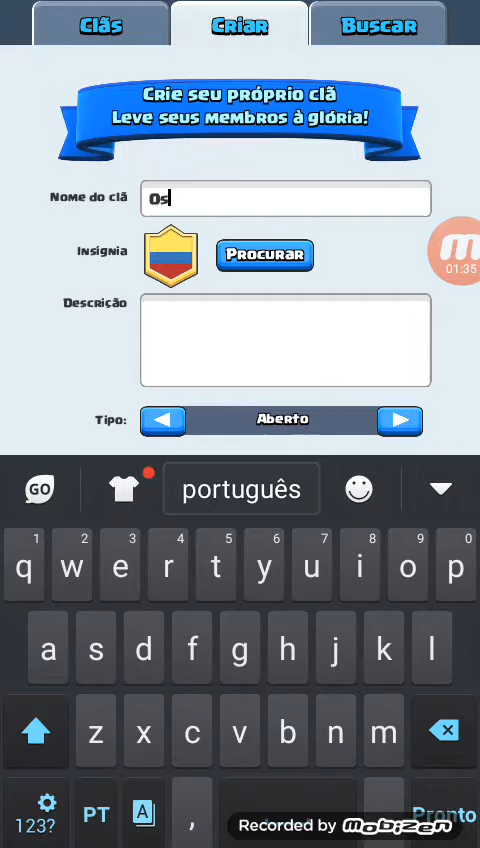 Clãs
Criar
Buscar
Crie seu próprio clã
Leve seus membros à glória!
Nome do clã
Os
Insígnia
Procurar
01:35
Descrição
Tipo:
Aberto
GO
português
1 2 3 4 5 6 7 8 9 0
q w e r t y u i o p
a s d f g h j k l
z x c v b n m
123?
PT
A
,
Pronto
Recorded by mobizen